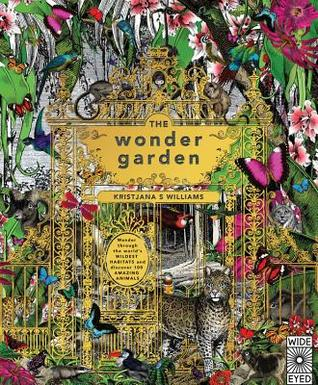 THE
wonder
garden
KRISTJANA S WILLIAMS
Wander
through
the world's
WILDEST
HABITATS and
discover 100
AMAZING
ANIMALS
WIDE
EYED